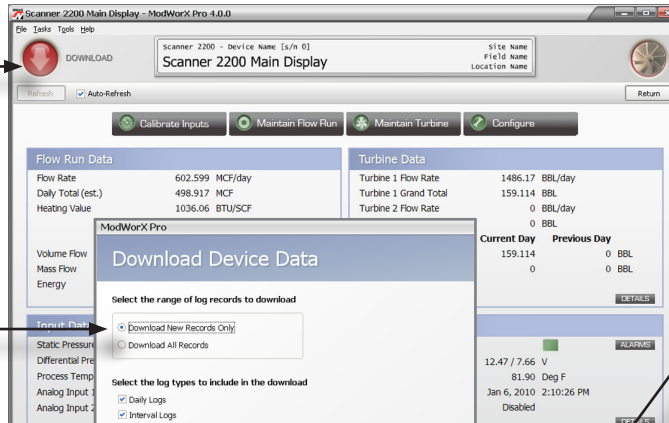 Scanner 2200 Main Display - ModWorX Pro 4.0.0
File Tasks Tools Help
DOWNLOAD
Scanner 2200 - Device Name [s/n 0]
Scanner 2200 Main Display
Site Name
Field Name
Location Name
Refresh Auto-Refresh Return
Calibrate Inputs Maintain Flow Run Maintain Turbine Configure
Flow Run Data
Flow Rate 602.599 MCF/day
Daily Total (est.) 498.917 MCF
Heating Value 1036.06 BTU/SCF
Volume Flow
Mass Flow
Energy
Turbine Data
Turbine 1 Flow Rate 1486.17 BBL/day
Turbine 1 Grand Total 159.114 BBL
Turbine 2 Flow Rate 0 BBL/day
0 BBL
Current Day Previous Day
159.114 0 BBL
0 0 BBL
DETAILS
ModWorX Pro
Download Device Data
Select the range of log records to download
Download New Records Only
Download All Records
Select the log types to include in the download
Daily Logs
Interval Logs
Input Data
Static Pressure
Differential Pre
Process Temp
Analog Input 1
Analog Input 2
ALARMS
12.47 / 7.66 V
81.90 Deg F
Jan 6, 2010 2:10:26 PM
Disabled
DETAILS